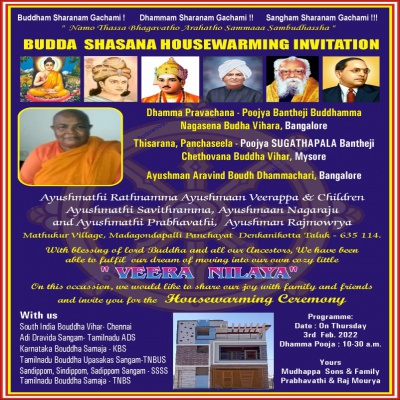 Buddham Sharanam Gachami ! Dhammam Sharanam Gachami !! Sangham Sharanam Gachami !!!
" Namo Thassa Bhagavatho Arahatho Sammaaa Sambudhassha "
BUDDA SHASANA HOUSEWARMING INVITATION
Dhamma Pravachana - Poojya Bantheji Buddhamma
Nagasena Budha Vihara, Bangalore
Thisarana, Panchaseela - Poojya SUGATHAPALA Bantheji
Chethovana Buddha Vihar, Mysore
Ayushman Aravind Boudh Dhammachari, Bangalore
Ayushmathi Rathnamma Ayushmaan Veerappa & Children
Ayushmathi Savithramma, Ayushmaan Nagaraju
and Ayushmathi Prabhavathi, Ayushman Rajmowrya
Mathukur Village, Madagondapalli Panchayat Denkanikotta Taluk - 635 114.
With blessing of lord Buddha and all our Ancestors, We have been
able to fulfil our dream of moving into our own cozy little
" VEERA NILAYA"
On this occassion, we would like to share our joy with family and friends
and invite you for the Housewarming Ceremony
With us
South India Bouddha Vihar- Chennai
Adi Dravida Sangam- Tamilnadu ADS
Karnataka Bouddha Samaja - KBS
Tamilnadu Bouddha Upasakas Sangam-TNBUS
Sandippom, Sindippom, Sadippom Sangam - SSSS
Tamilnadu Bouddha Samaja - TNBS
Programme:
Date : On Thursday
3rd Feb. 2022
Dhamma Pooja : 10-30 a.m.
Yours
Mudhappa Sons & Family
Prabhavathi & Raj Mourya